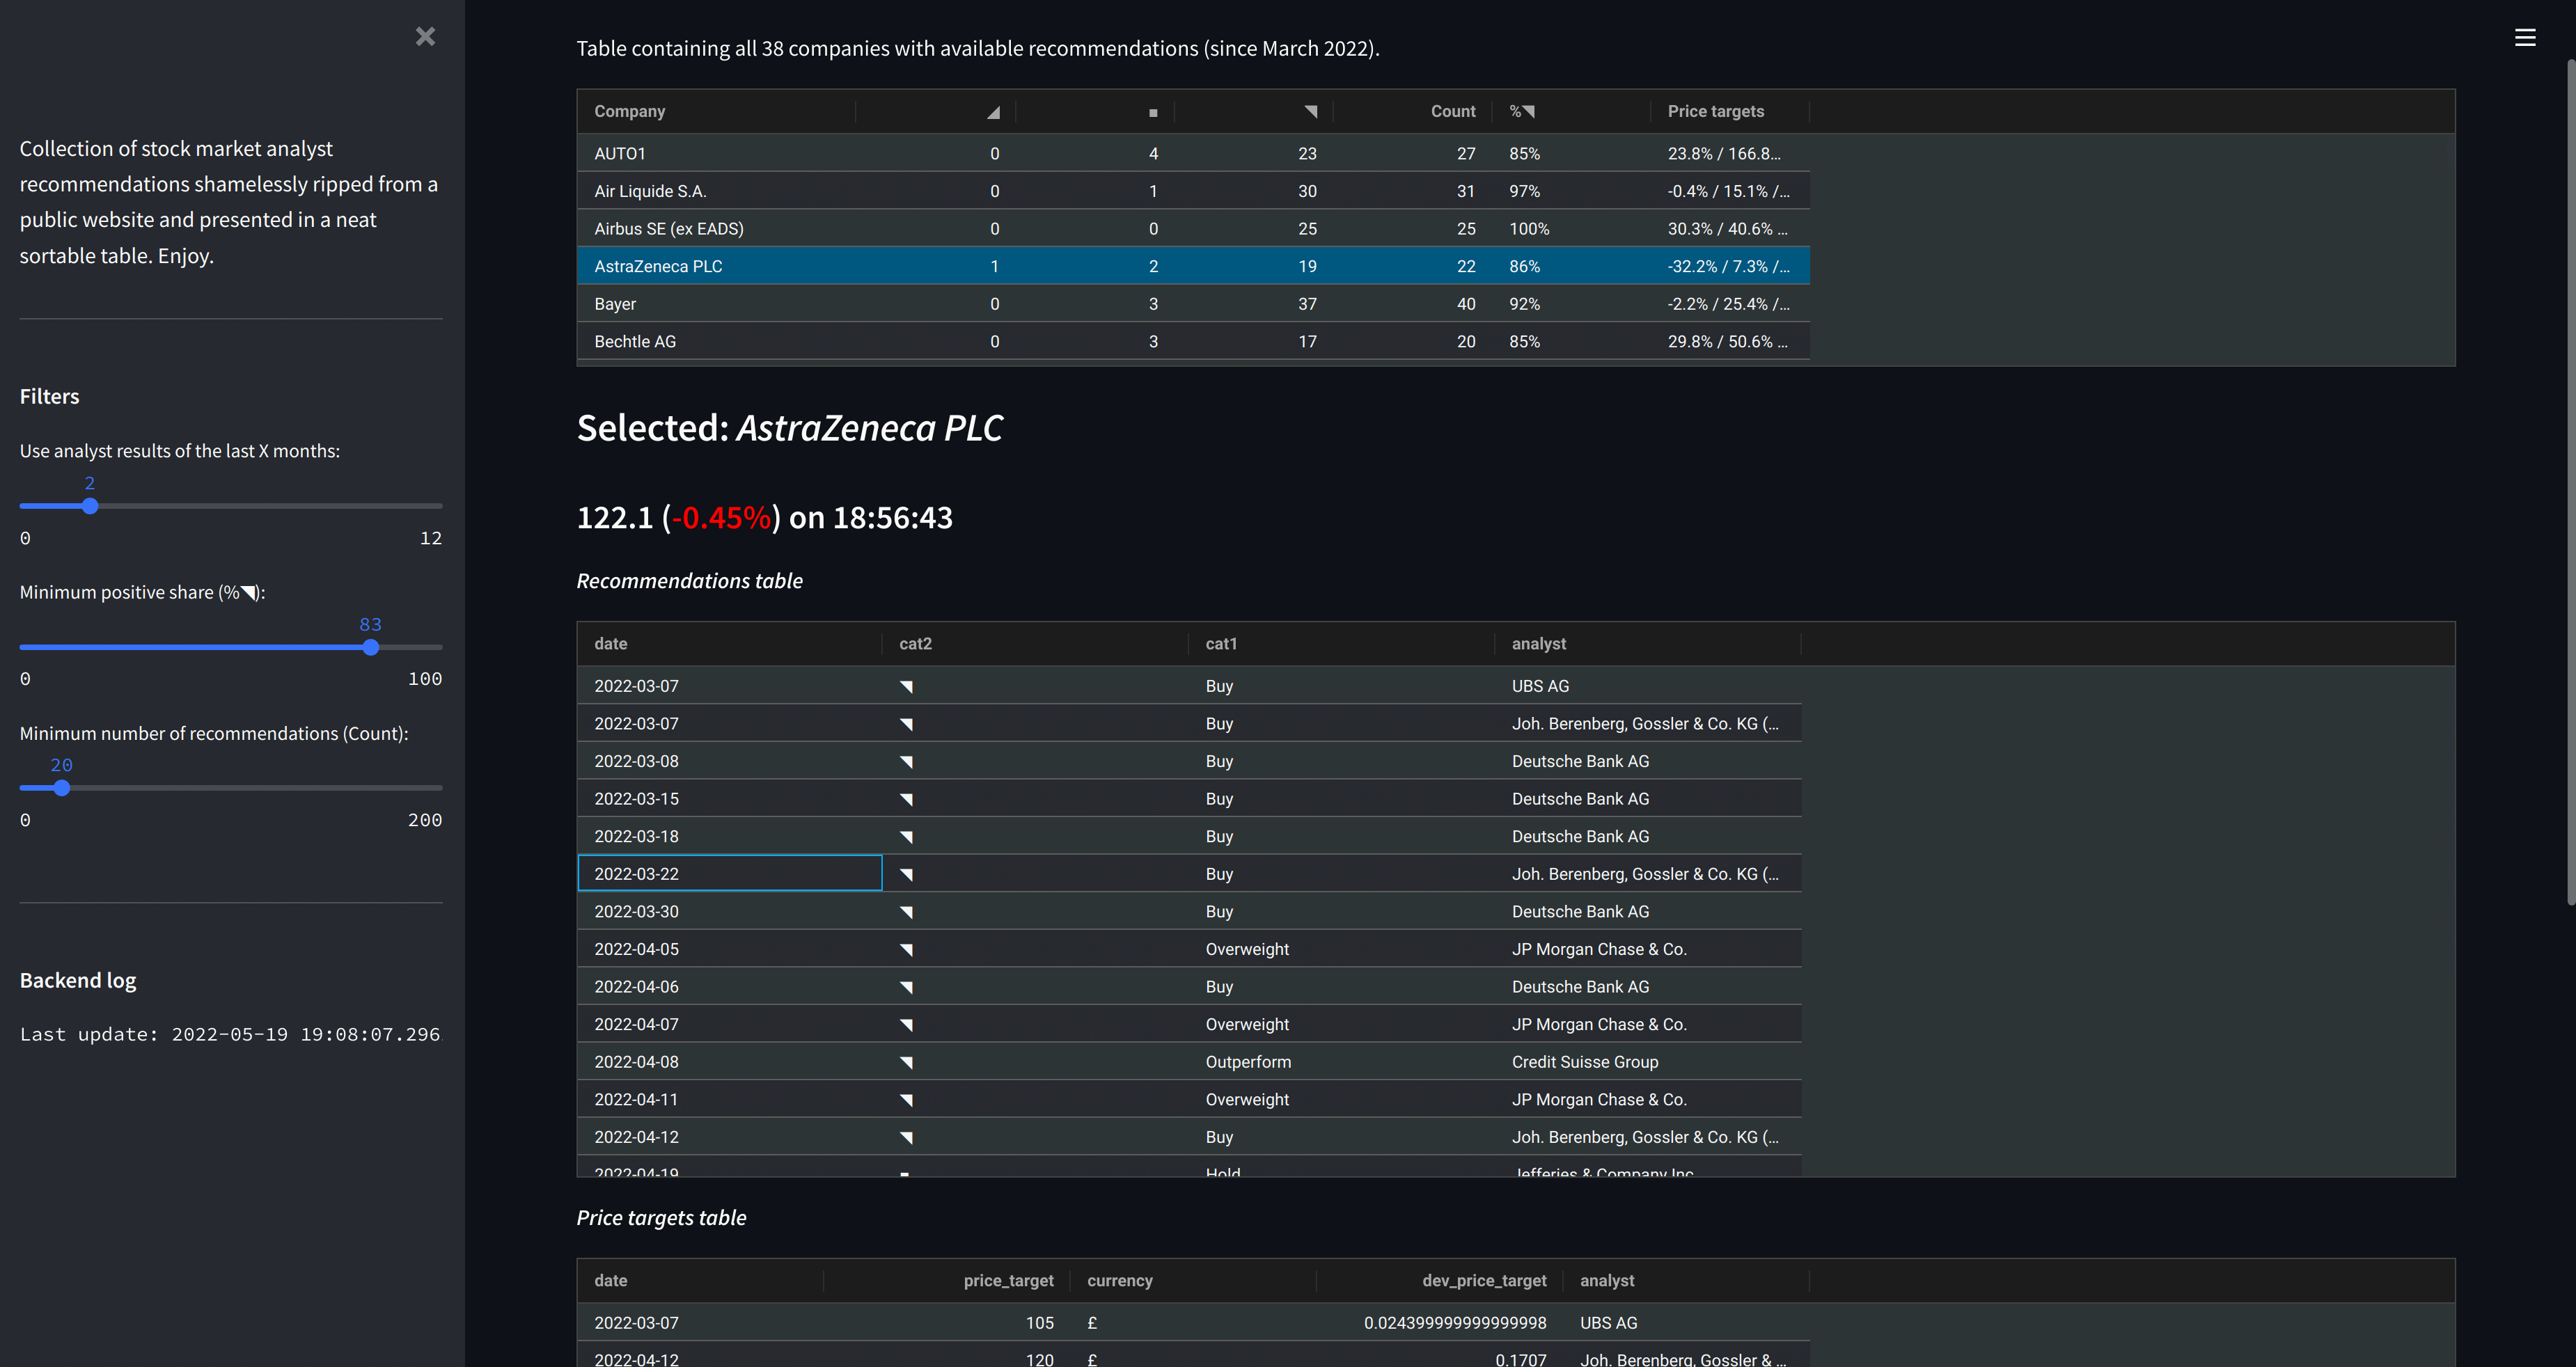 Collection of stock market analyst
recommendations shamelessly ripped from a
public website and presented in a neat
sortable table. Enjoy.
Filters
Use analyst results of the last X months:
2
0 12
Minimum positive share (%◥):
83
0 100
Minimum number of recommendations (Count):
20
0 200
Backend log
Last update: 2022-05-19 19:08:07.296
Table containing all 38 companies with available recommendations (since March 2022).
Company ◢ ■ ◥ Count %◥ Price targets
AUTO1 0 4 23 27 85% 23.8% / 166.8...
Air Liquide S.A. 0 1 30 31 97% -0.4% / 15.1% /...
Airbus SE (ex EADS) 0 0 25 25 100% 30.3% / 40.6% ...
AstraZeneca PLC 1 2 19 22 86% -32.2% / 7.3% /...
Bayer 0 3 37 40 92% -2.2% / 25.4% /...
Bechtle AG 0 3 17 20 85% 29.8% / 50.6% ...
Selected: AstraZeneca PLC
122.1 (-0.45%) on 18:56:43
Recommendations table
date cat2 cat1 analyst
2022-03-07 ◥ Buy UBS AG
2022-03-07 ◥ Buy Joh. Berenberg, Gossler & Co. KG (...
2022-03-08 ◥ Buy Deutsche Bank AG
2022-03-15 ◥ Buy Deutsche Bank AG
2022-03-18 ◥ Buy Deutsche Bank AG
2022-03-22 ◥ Buy Joh. Berenberg, Gossler & Co. KG (...
2022-03-30 ◥ Buy Deutsche Bank AG
2022-04-05 ◥ Overweight JP Morgan Chase & Co.
2022-04-06 ◥ Buy Deutsche Bank AG
2022-04-07 ◥ Overweight JP Morgan Chase & Co.
2022-04-08 ◥ Outperform Credit Suisse Group
2022-04-11 ◥ Overweight JP Morgan Chase & Co.
2022-04-12 ◥ Buy Joh. Berenberg, Gossler & Co. KG (...
2022-04-19 ■ Hold Jefferies & Company Inc
Price targets table
date price_target currency dev_price_target analyst
2022-03-07 105 £ 0.024399999999999998 UBS AG
2022-04-12 120 £ 0.1707 Joh. Berenberg, Gossler & ...